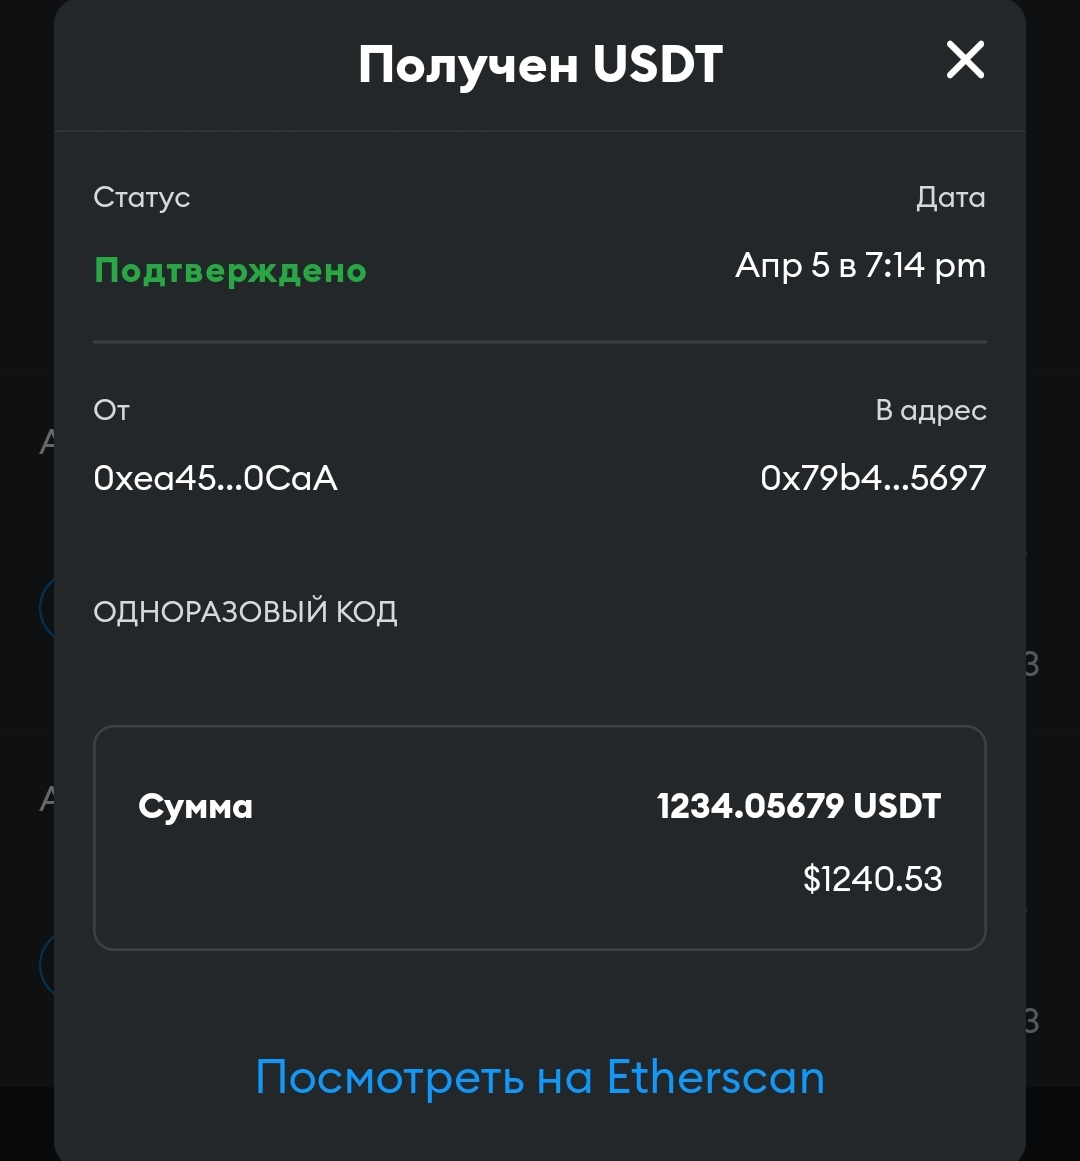 Получен USDT
Статус Дата
Подтверждено Апр 5 в 7:14 pm
От В адрес
0xea45...0CaA 0x79b4...5697
ОДНОРАЗОВЫЙ КОД
Сумма 1234.05679 USDT
$1240.53
Посмотреть на Etherscan